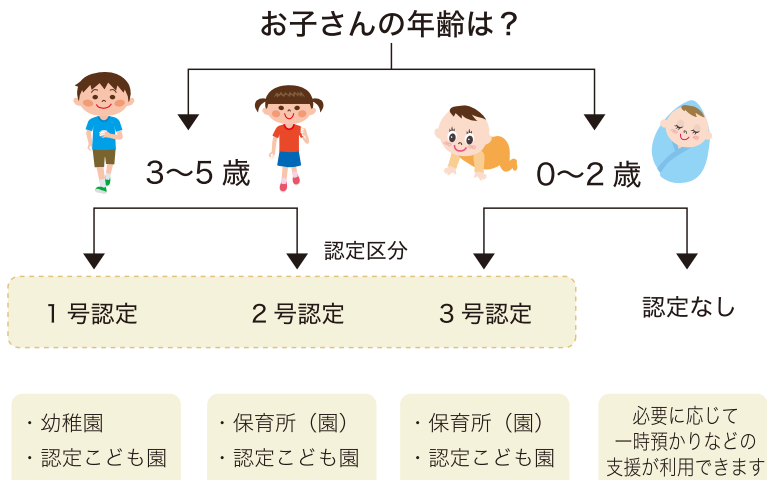 お子さんの年齢は？
3〜5歳
0〜2歳
認定区分
1号認定
2号認定
3号認定
認定なし
・幼稚園
・認定こども園
・保育所（園）
・認定こども園
・保育所（園）
・認定こども園
必要に応じて
一時預かりなどの
支援が利用できます